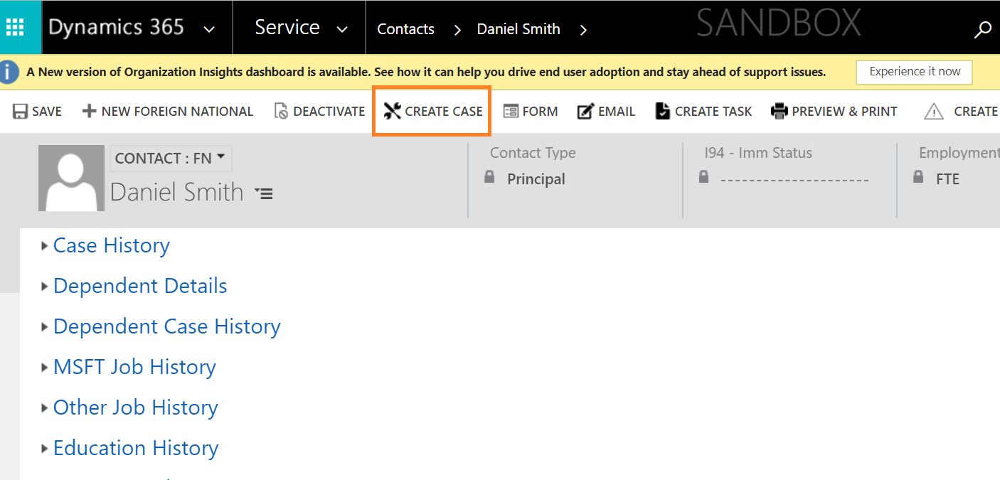 Dynamics 365 Service Contacts Daniel Smith SANDBOX
A New version of Organization Insights dashboard is available. See how it can help you drive end user adoption and stay ahead of support issues. Experience it now
SAVE NEW FOREIGN NATIONAL DEACTIVATE CREATE CASE FORM EMAIL CREATE TASK PREVIEW & PRINT CREATE
CONTACT : FN
Daniel Smith
Contact Type
Principal
I94 - Imm Status
Employment
FTE
Case History
Dependent Details
Dependent Case History
MSFT Job History
Other Job History
Education History